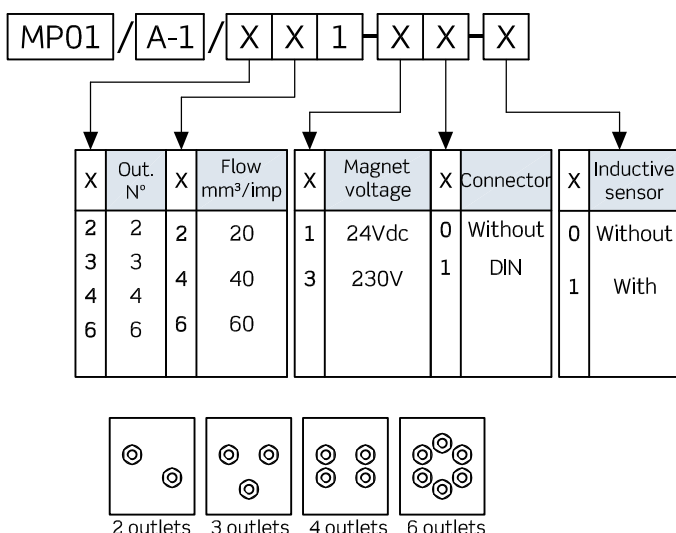 MP01 / A-1 / X X 1 - X X - X
X Out. N° X Flow mm³/imp X Magnet voltage X Connector X Inductive sensor
2 2 2 20 1 24Vdc 0 Without 0 Without
3 3 4 40 3 230V 1 DIN 1 With
4 4 6 60
6 6
2 outlets 3 outlets 4 outlets 6 outlets